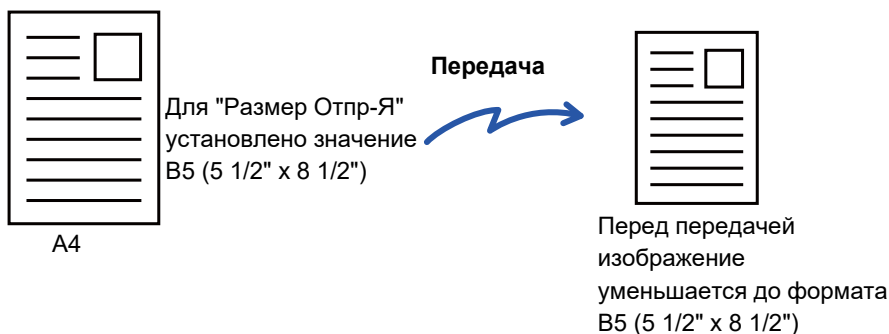 Передача
Для "Размер Отпр-Я"
установлено значение
B5 (5 1/2" x 8 1/2")
A4
Перед передачей
изображение
уменьшается до формата
B5 (5 1/2" x 8 1/2")